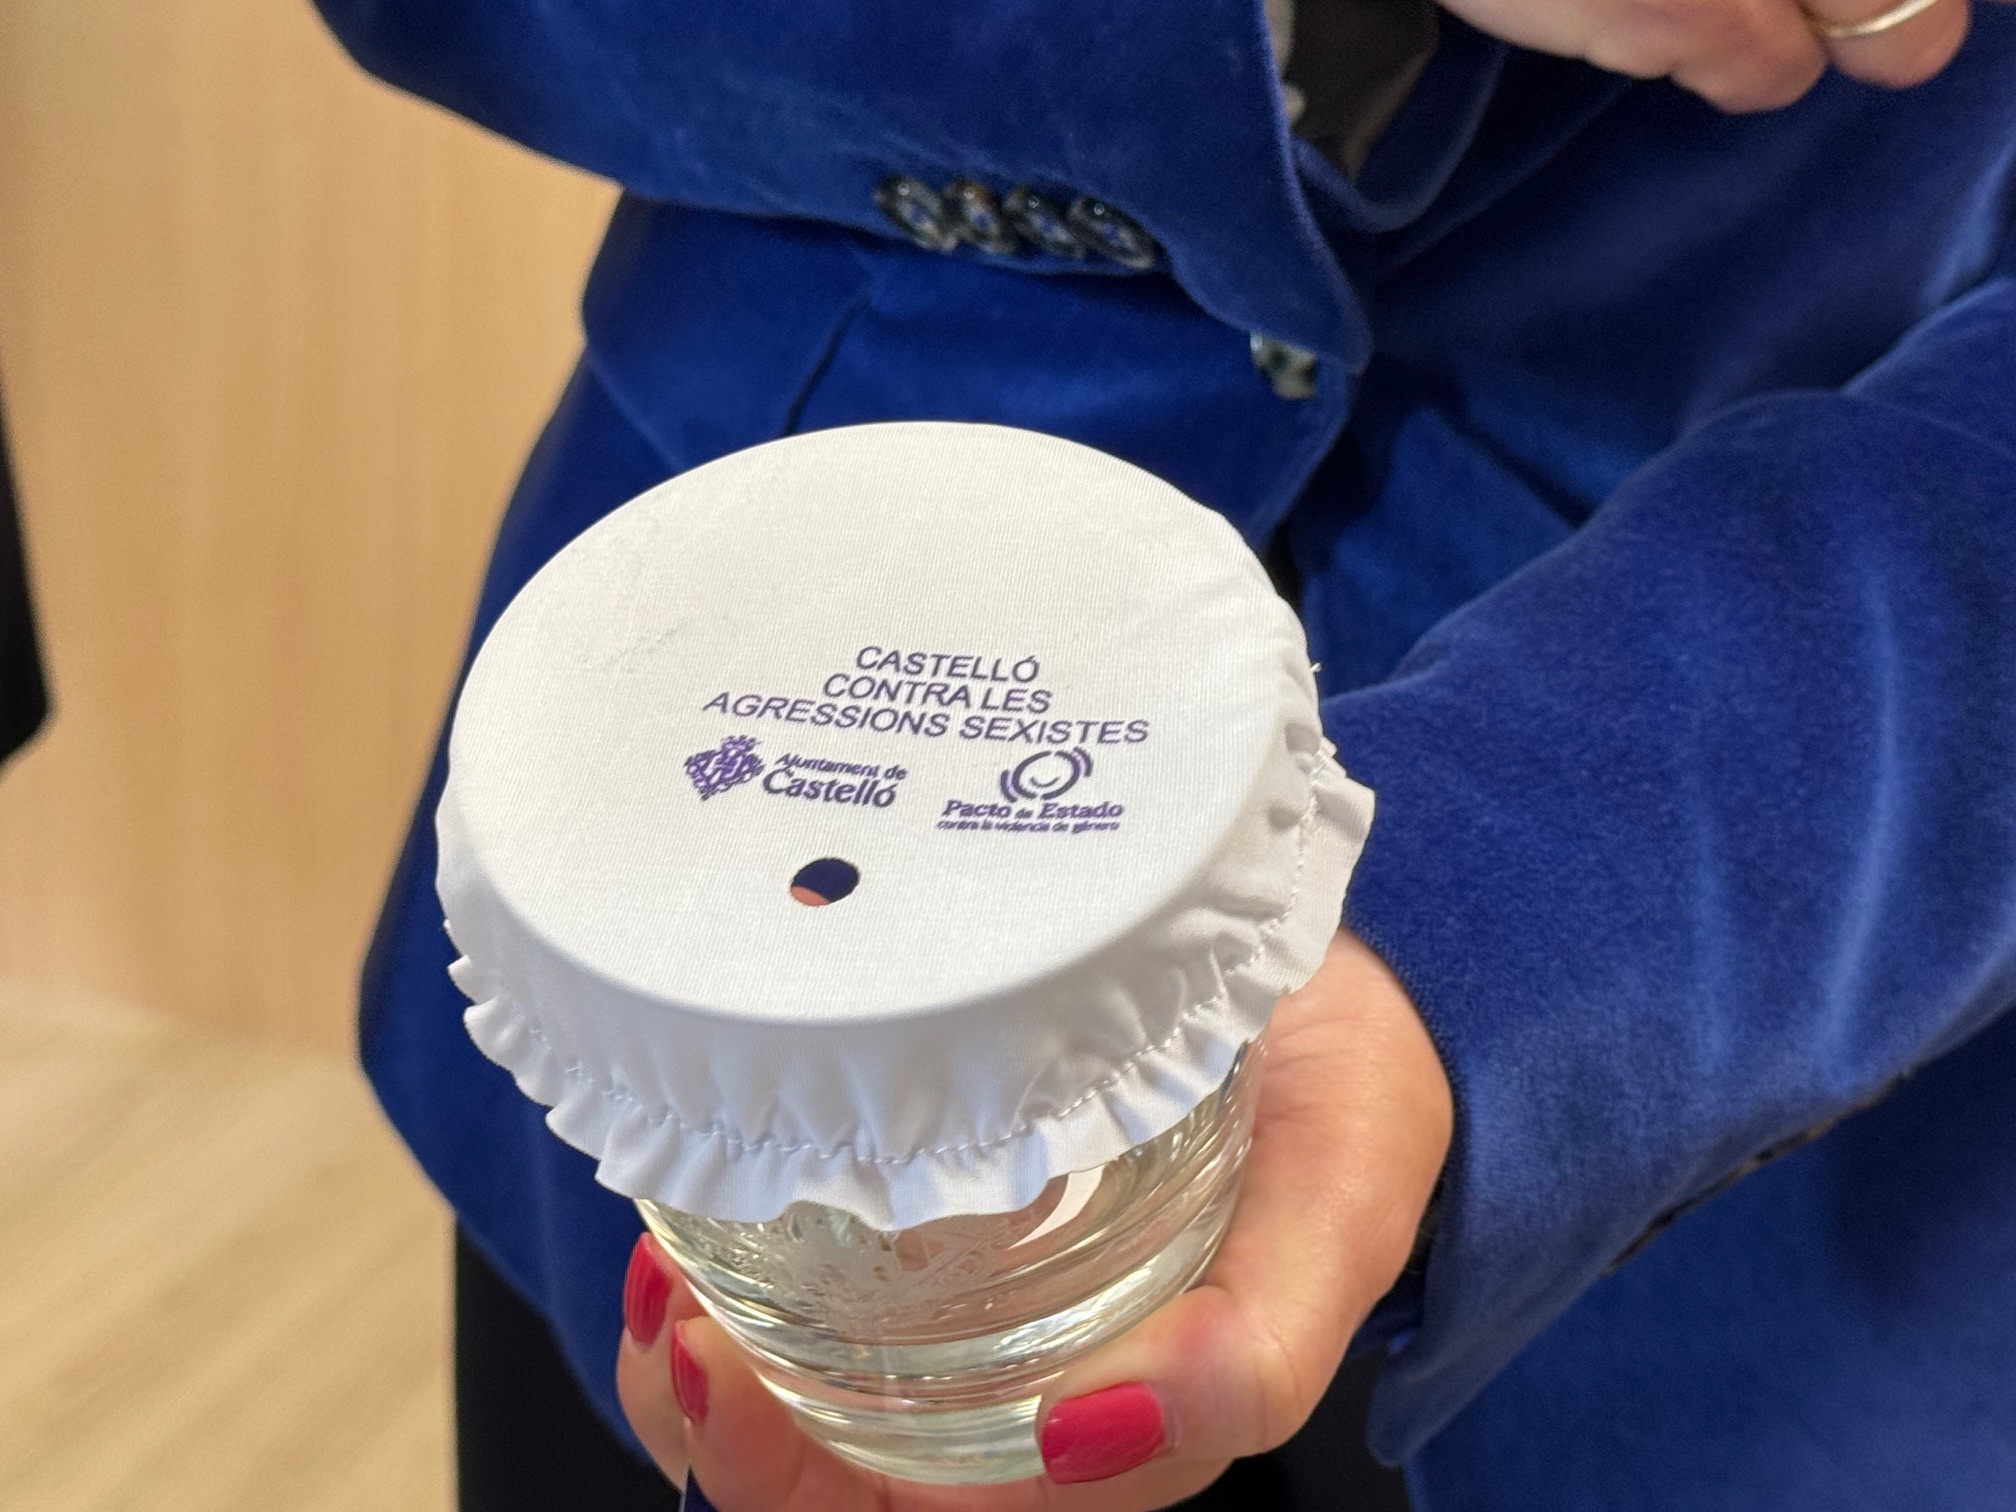 CASTELLÓ
CONTRA LES
AGRESSIONS SEXISTES
Ajuntament de
Castelló
Pacto de Estado
contra la violencia de género